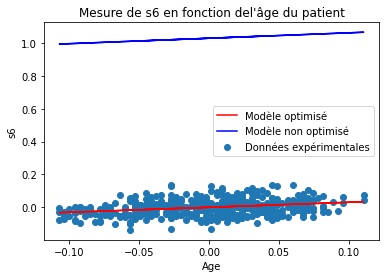 Mesure de s6 en fonction del'âge du patient
1.0
0.8
0.6
0.4
0.2
0.0
s6
Modèle optimisé
Modèle non optimisé
Données expérimentales
−0.10
−0.05
0.00
0.05
0.10
Age